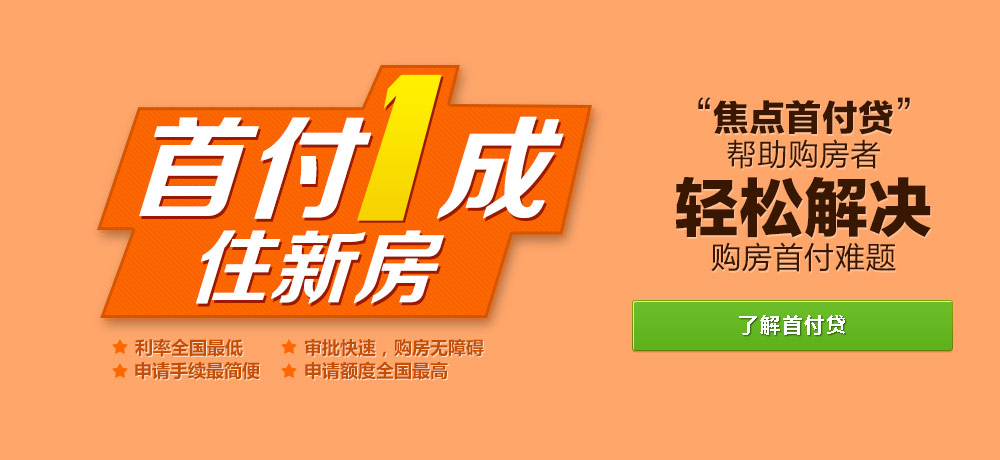 首付1成
住新房
利率全国最低
审批快速，购房无障碍
申请手续最简便
申请额度全国最高
“焦点首付贷”
帮助购房者
轻松解决
购房首付难题
了解首付贷